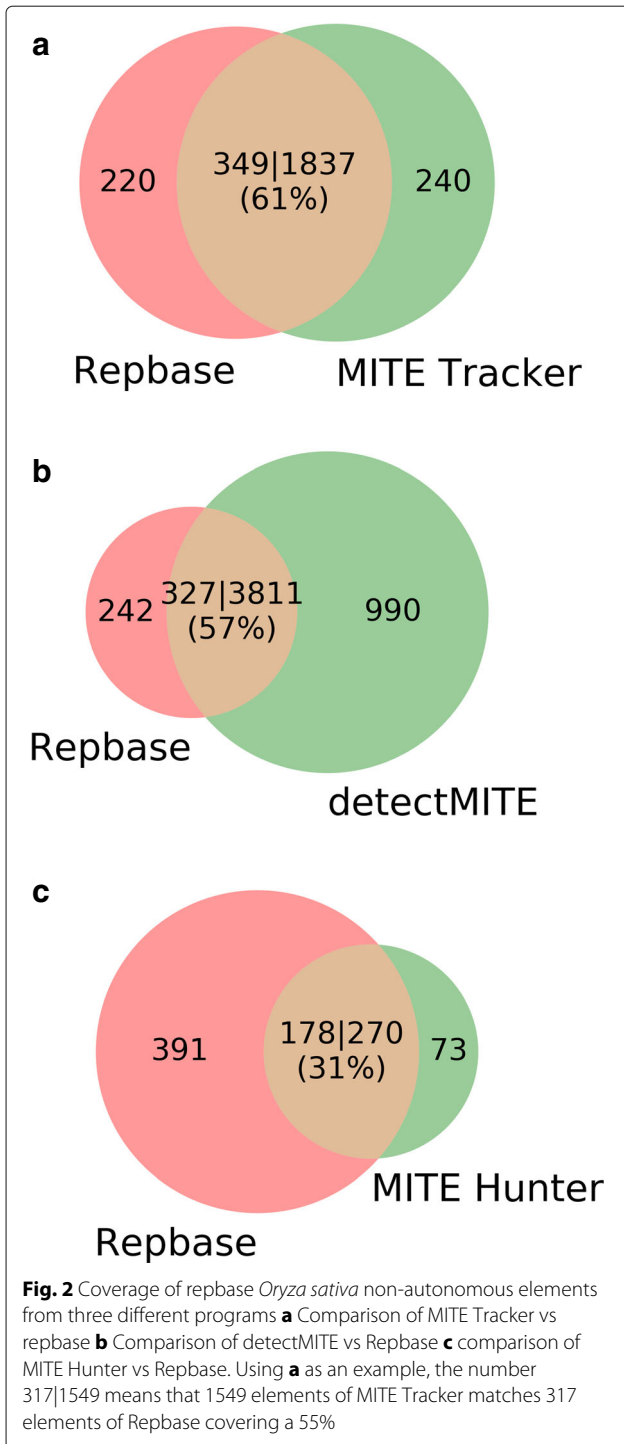 a
220
349|1837
(61%)
240
Repbase
MITE Tracker
b
242
327|3811
(57%)
990
Repbase
detectMITE
c
391
178|270
(31%)
73
MITE Hunter
Repbase
Fig. 2 Coverage of repbase Oryza sativa non-autonomous elements
from three different programs a Comparison of MITE Tracker vs
repbase b Comparison of detectMITE vs Repbase c comparison of
MITE Hunter vs Repbase. Using a as an example, the number
317|1549 means that 1549 elements of MITE Tracker matches 317
elements of Repbase covering a 55%